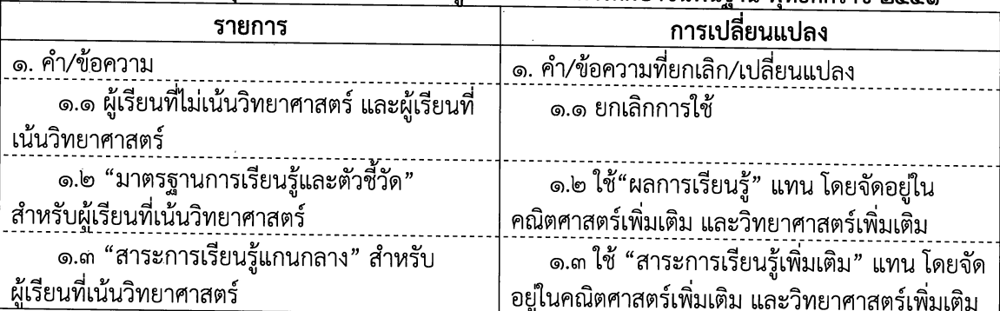 รายการ
การเปลี่ยนแปลง
๑. คำ/ข้อความ
๑. คำ/ข้อความที่ยกเลิก/เปลี่ยนแปลง
๑.๑ ผู้เรียนที่ไม่เน้นวิทยาศาสตร์ และผู้เรียนที่
เน้นวิทยาศาสตร์
๑.๑ ยกเลิกการใช้
๑.๒ “มาตรฐานการเรียนรู้และตัวชี้วัด”
สำหรับผู้เรียนที่เน้นวิทยาศาสตร์
๑.๒ ใช้“ผลการเรียนรู้” แทน โดยจัดอยู่ใน
คณิตศาสตร์เพิ่มเติม และวิทยาศาสตร์เพิ่มเติม
๑.๓ “สาระการเรียนรู้แกนกลาง” สำหรับ
ผู้เรียนที่เน้นวิทยาศาสตร์
๑.๓ ใช้ “สาระการเรียนรู้เพิ่มเติม” แทน โดยจัด
อยู่ในคณิตศาสตร์เพิ่มเติม และวิทยาศาสตร์เพิ่มเติม